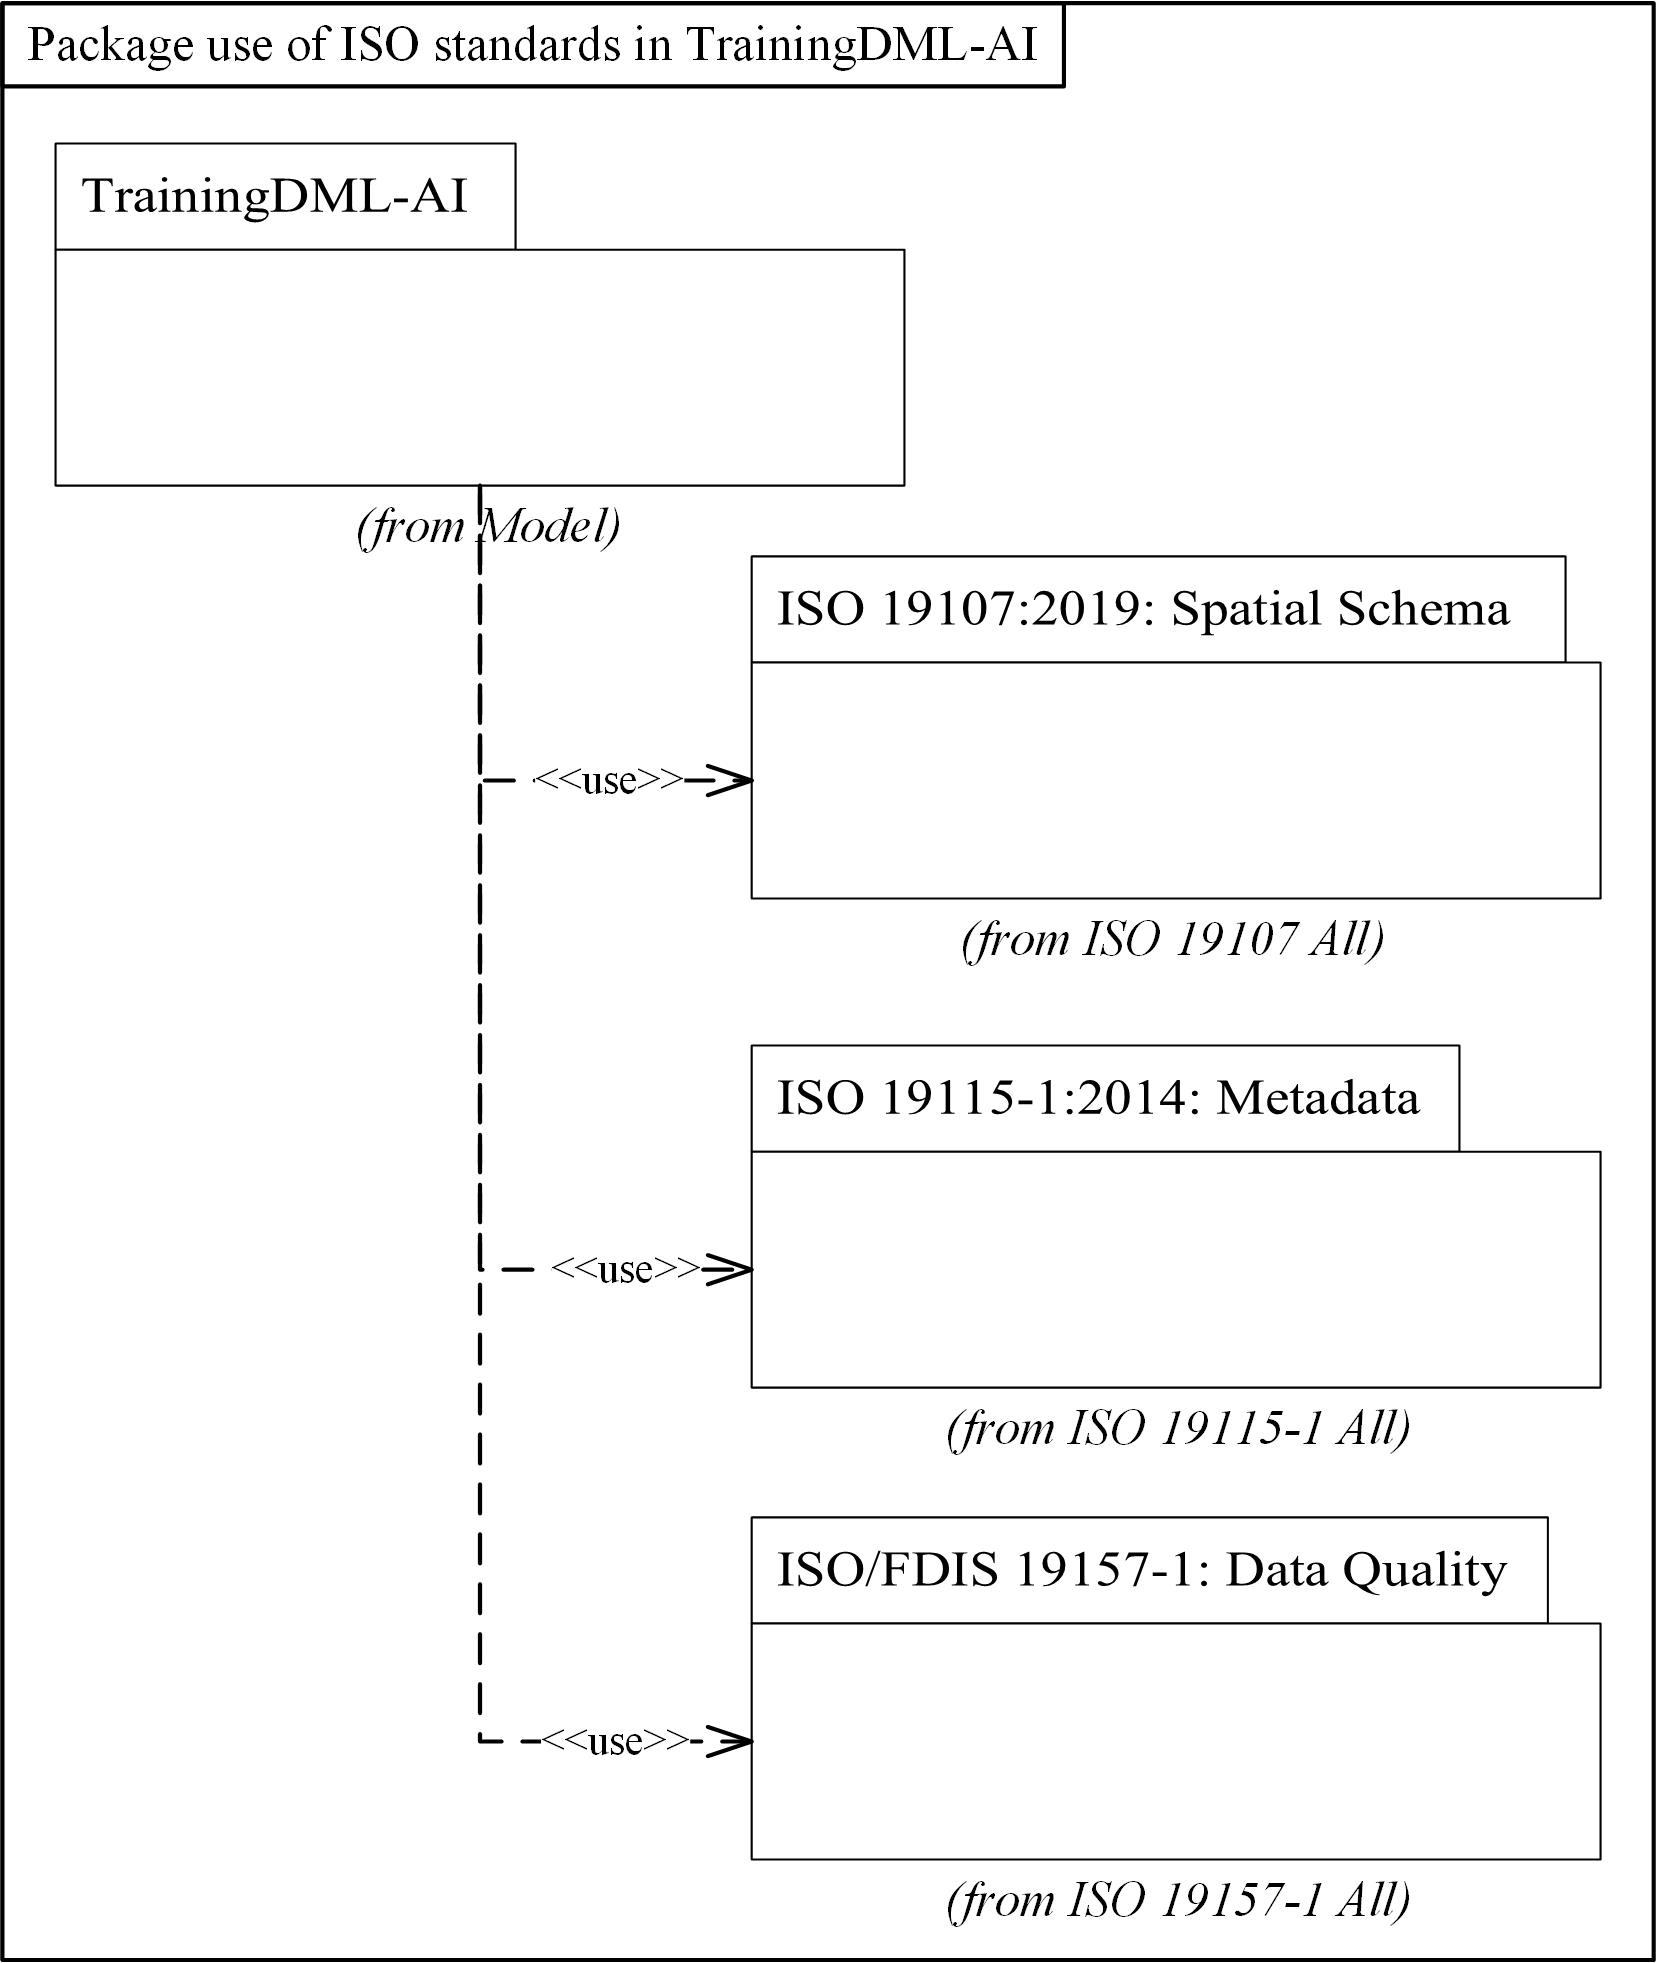 Package use of ISO standards in TrainingDML-AI
TrainingDML-AI
(from Model)
ISO 19107:2019: Spatial Schema
<<use>>
(from ISO 19107 All)
ISO 19115-1:2014: Metadata
<<use>>
(from ISO 19115-1 All)
ISO/FDIS 19157-1: Data Quality
<<use>>
(from ISO 19157-1 All)